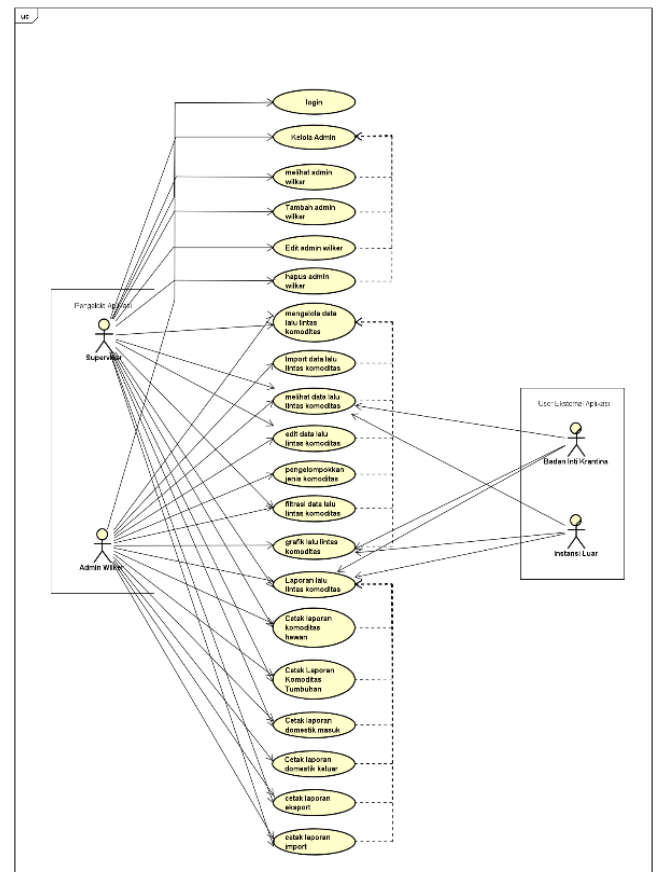 uc
login
Kelola Admin
melihat admin
wilker
Tambah admin
wilker
Edit admin wilker
hapus admin
wilker
Pengelola Aplikasi
Supervisor
mengelola data
lalu lintas
komoditas
Import data lalu
lintas komoditas
melihat data lalu
lintas komoditas
edit data lalu
lintas komoditas
pengelompokkan
jenis komoditas
filtrasi data lalu
lintas komoditas
grafik lalu lintas
komoditas
Laporan lalu
lintas komoditas
Cetak laporan
komoditas
hewan
Cetak Laporan
Komoditas
Tumbuhan
Cetak laporan
domestik masuk
Cetak laporan
domestik keluar
cetak laporan
eksport
cetak laporan
import
Admin Wilker
User Eksternal Aplikasi
Badan Inti Krantina
Instansi Luar